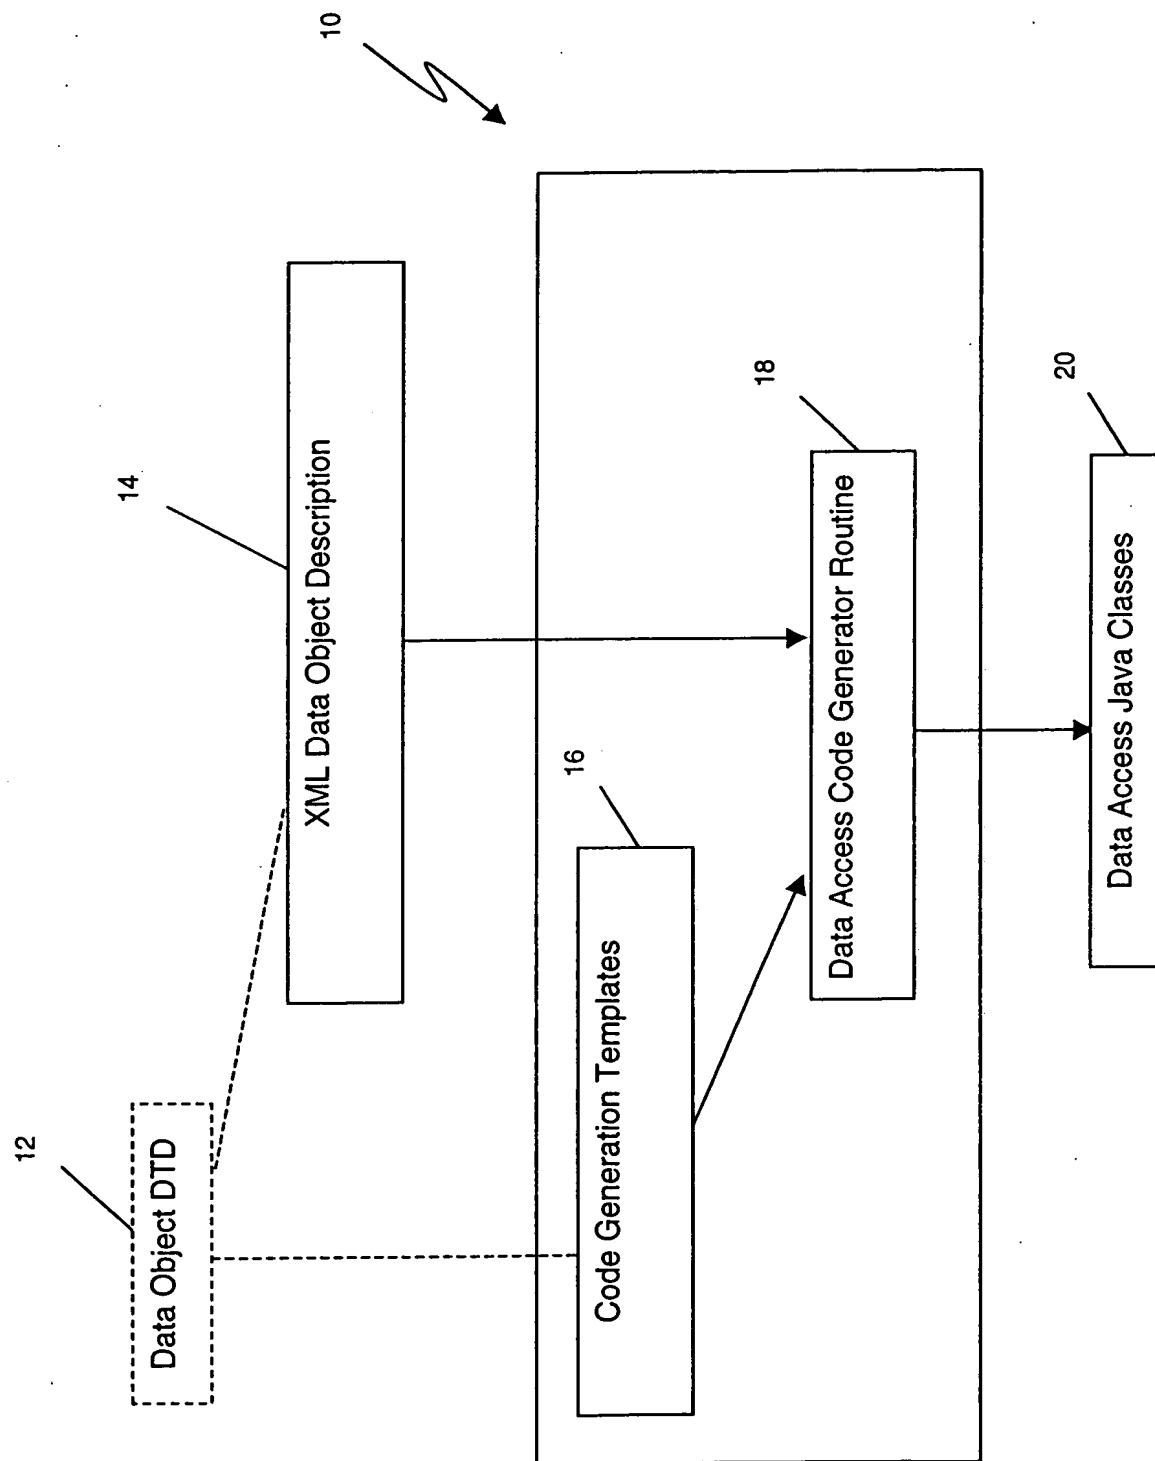 10
12
Data Object DTD
14
XML Data Object Description
16
Code Generation Templates
18
Data Access Code Generator Routine
20
Data Access Java Classes